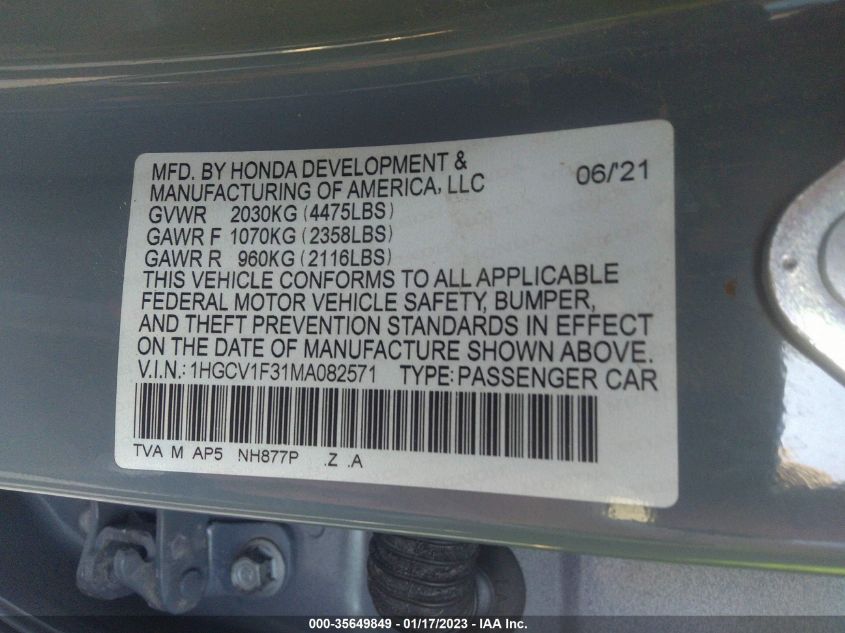 MFD. BY HONDA DEVELOPMENT &
MANUFACTURING OF AMERICA, LLC 06/'21
GVWR 2030KG (4475LBS)
GAWR F 1070KG (2358LBS)
GAWR R 960KG (2116LBS)
THIS VEHICLE CONFORMS TO ALL APPLICABLE
FEDERAL MOTOR VEHICLE SAFETY, BUMPER,
AND THEFT PREVENTION STANDARDS IN EFFECT
ON THE DATE OF MANUFACTURE SHOWN ABOVE.
V.I.N.: 1HGCV1F31MA082571 TYPE: PASSENGER CAR
TVA M AP5 NH877P .Z .A
000-35649849 - 01/17/2023 - IAA Inc.